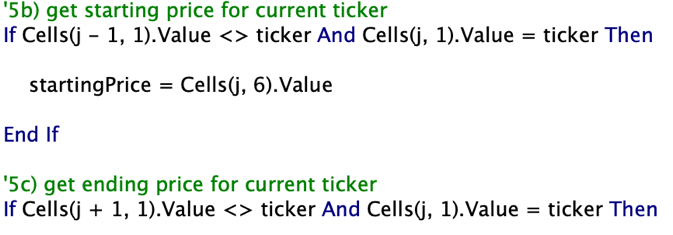 '5b) get starting price for current ticker
If Cells(j - 1, 1).Value <> ticker And Cells(j, 1).Value = ticker Then
startingPrice = Cells(j, 6).Value
End If
'5c) get ending price for current ticker
If Cells(j + 1, 1).Value <> ticker And Cells(j, 1).Value = ticker Then